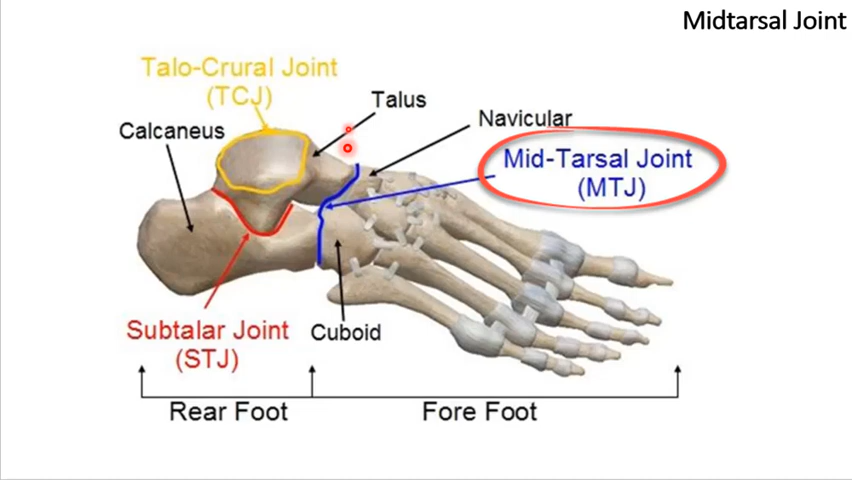 Midtarsal Joint
Talo-Crural Joint
(TCJ)
Talus
Calcaneus
Navicular
Mid-Tarsal Joint
(MTJ)
Subtalar Joint
(STJ)
Cuboid
Rear Foot
Fore Foot